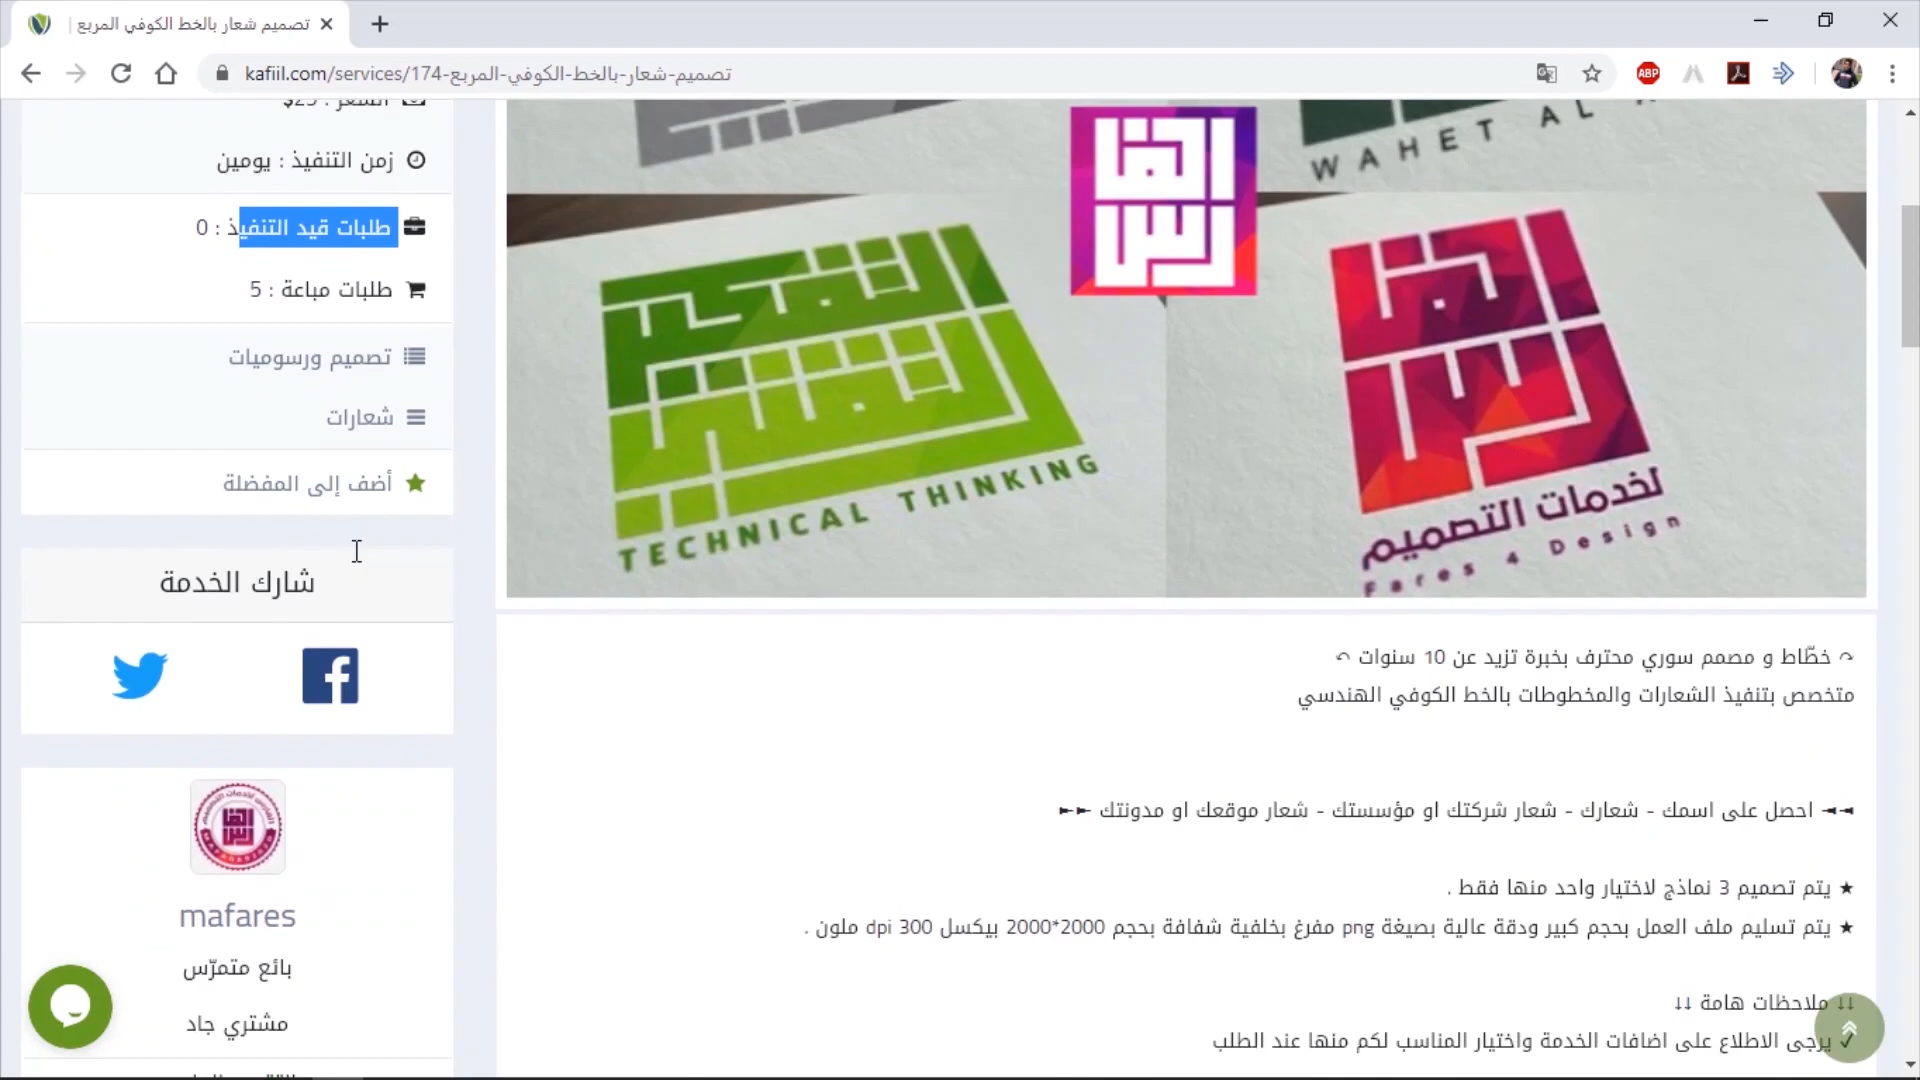 تصميم شعار بالخط الكوفي المربع |
kafiil.com/services/174-تصميم-شعار-بالخط-الكوفي-المربع
ABP
السعر : 25$
زمن التنفيذ : يومين
طلبات قيد التنفيذ : 0
طلبات مباعة : 5
تصميم ورسوميات
شعارات
أضف إلى المفضلة
شارك الخدمة
mafares
بائع متمرّس
مشتري جاد
WAHET AL
TECHNICAL THINKING
لخدمات التصميم
Fares 4 Design
خطّاط و مصمم سوري محترف بخبرة تزيد عن 10 سنوات
متخصص بتنفيذ الشعارات والمخطوطات بالخط الكوفي الهندسي
◄◄ احصل على اسمك - شعارك - شعار شركتك او مؤسستك - شعار موقعك او مدونتك ►►
★ يتم تصميم 3 نماذج لاختيار واحد منها فقط .
★ يتم تسليم ملف العمل بحجم كبير ودقة عالية بصيغة png مفرغ بخلفية شفافة بحجم 2000*2000 بيكسل 300 dpi ملون .
↓↓ ملاحظات هامة ↓↓
✓ يرجى الاطلاع على اضافات الخدمة واختيار المناسب لكم منها عند الطلب